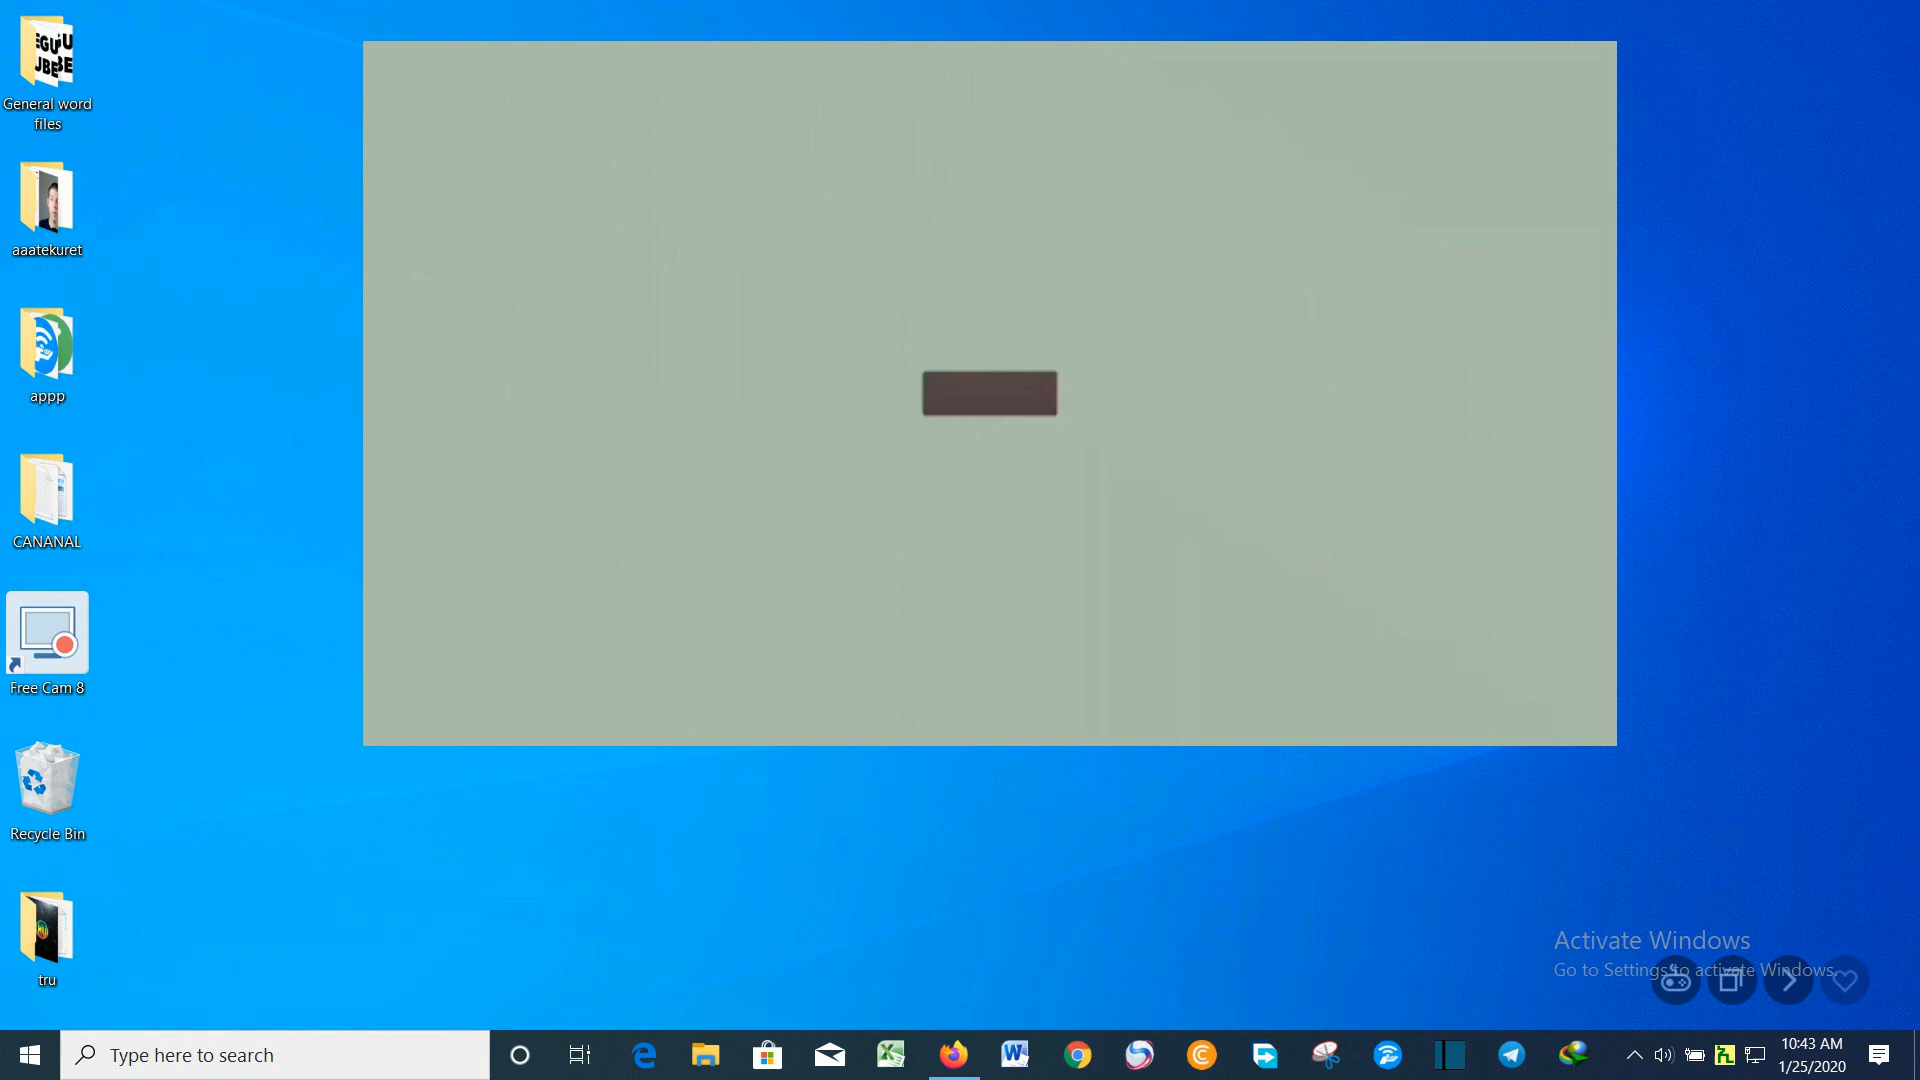 General word
files
aaatekuret
appp
CANANAL
Free Cam 8
Recycle Bin
tru
Activate Windows
Go to Settings to activate Windows.
Type here to search
10:43 AM
1/25/2020